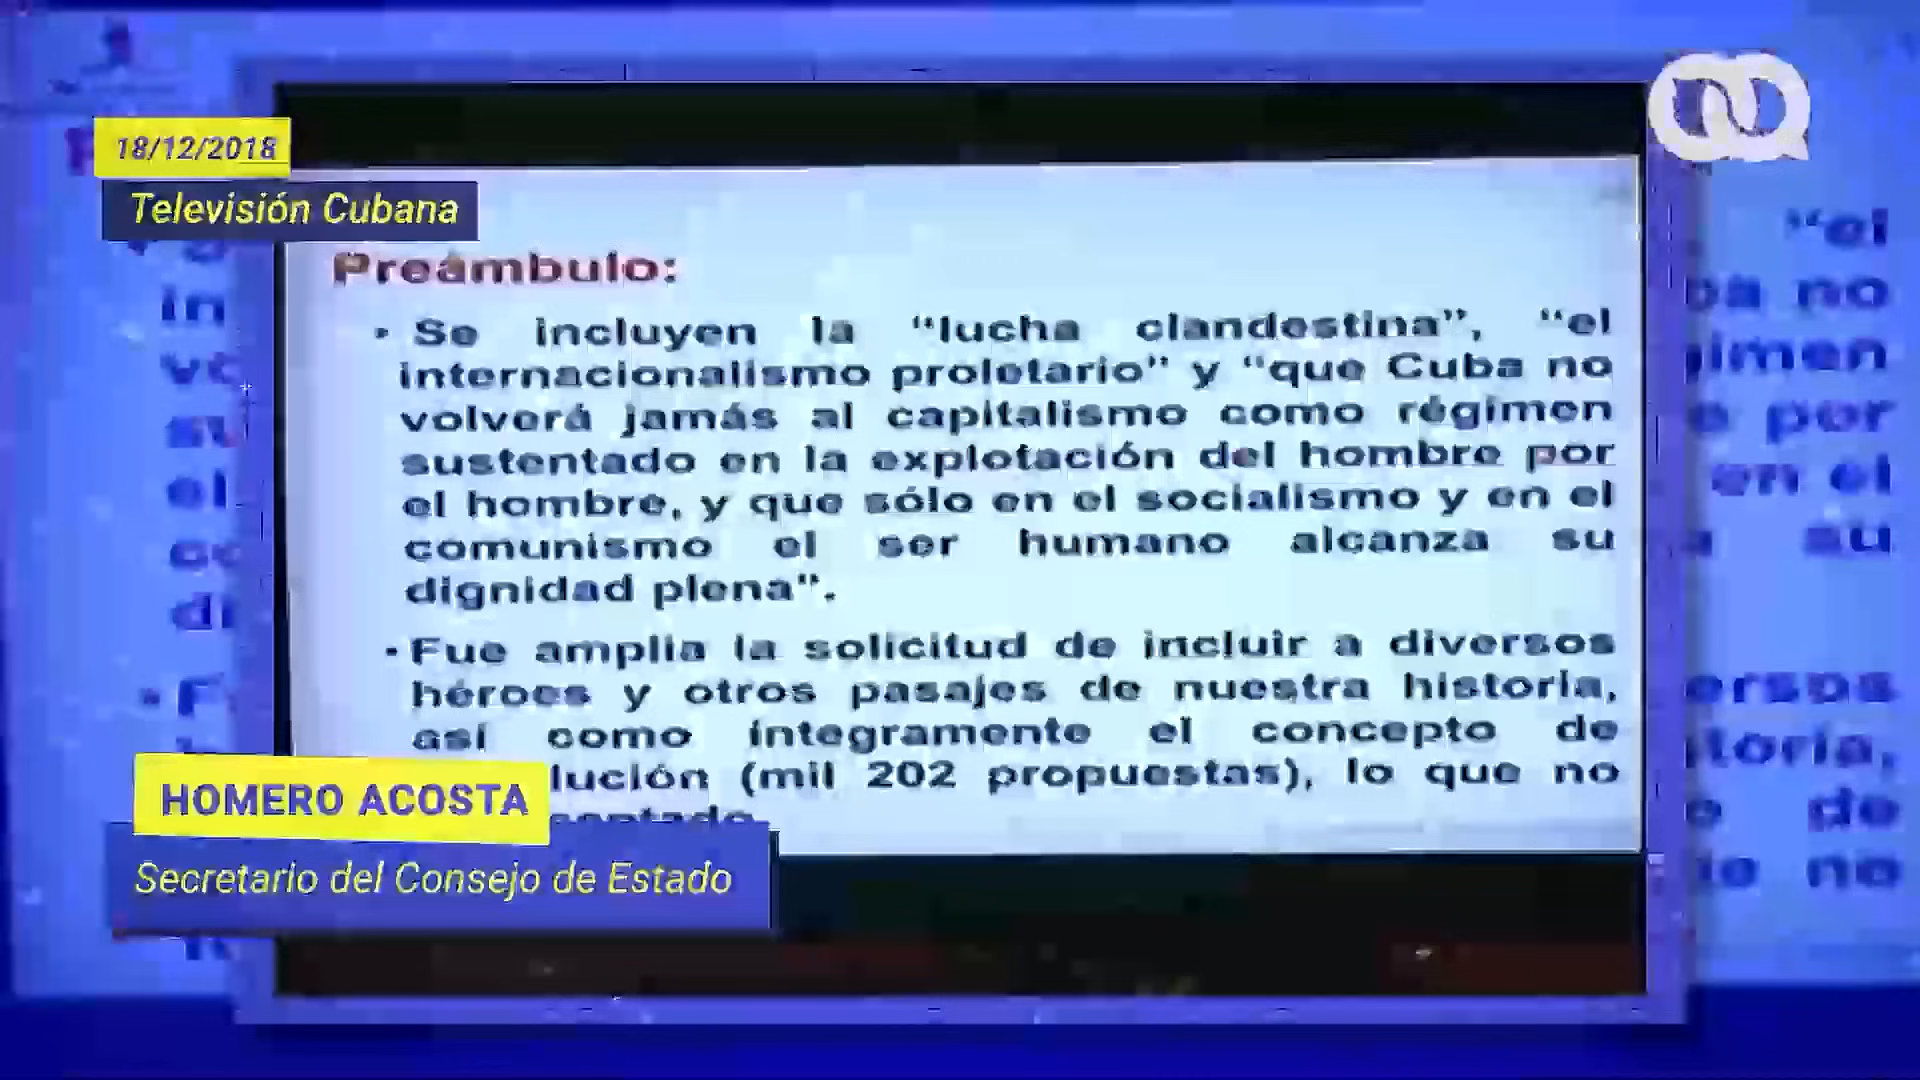 18/12/2018
Televisión Cubana
Preámbulo:
• Se incluyen la “lucha clandestina”, “el
internacionalismo proletario” y “que Cuba no
volverá jamás al capitalismo como régimen
sustentado en la explotación del hombre por
el hombre, y que sólo en el socialismo y en el
comunismo el ser humano alcanza su
dignidad plena”.
• Fue amplia la solicitud de incluir a diversos
héroes y otros pasajes de nuestra historia,
así como íntegramente el concepto de
lución (mil 202 propuestas), lo que no
HOMERO ACOSTA
Secretario del Consejo de Estado